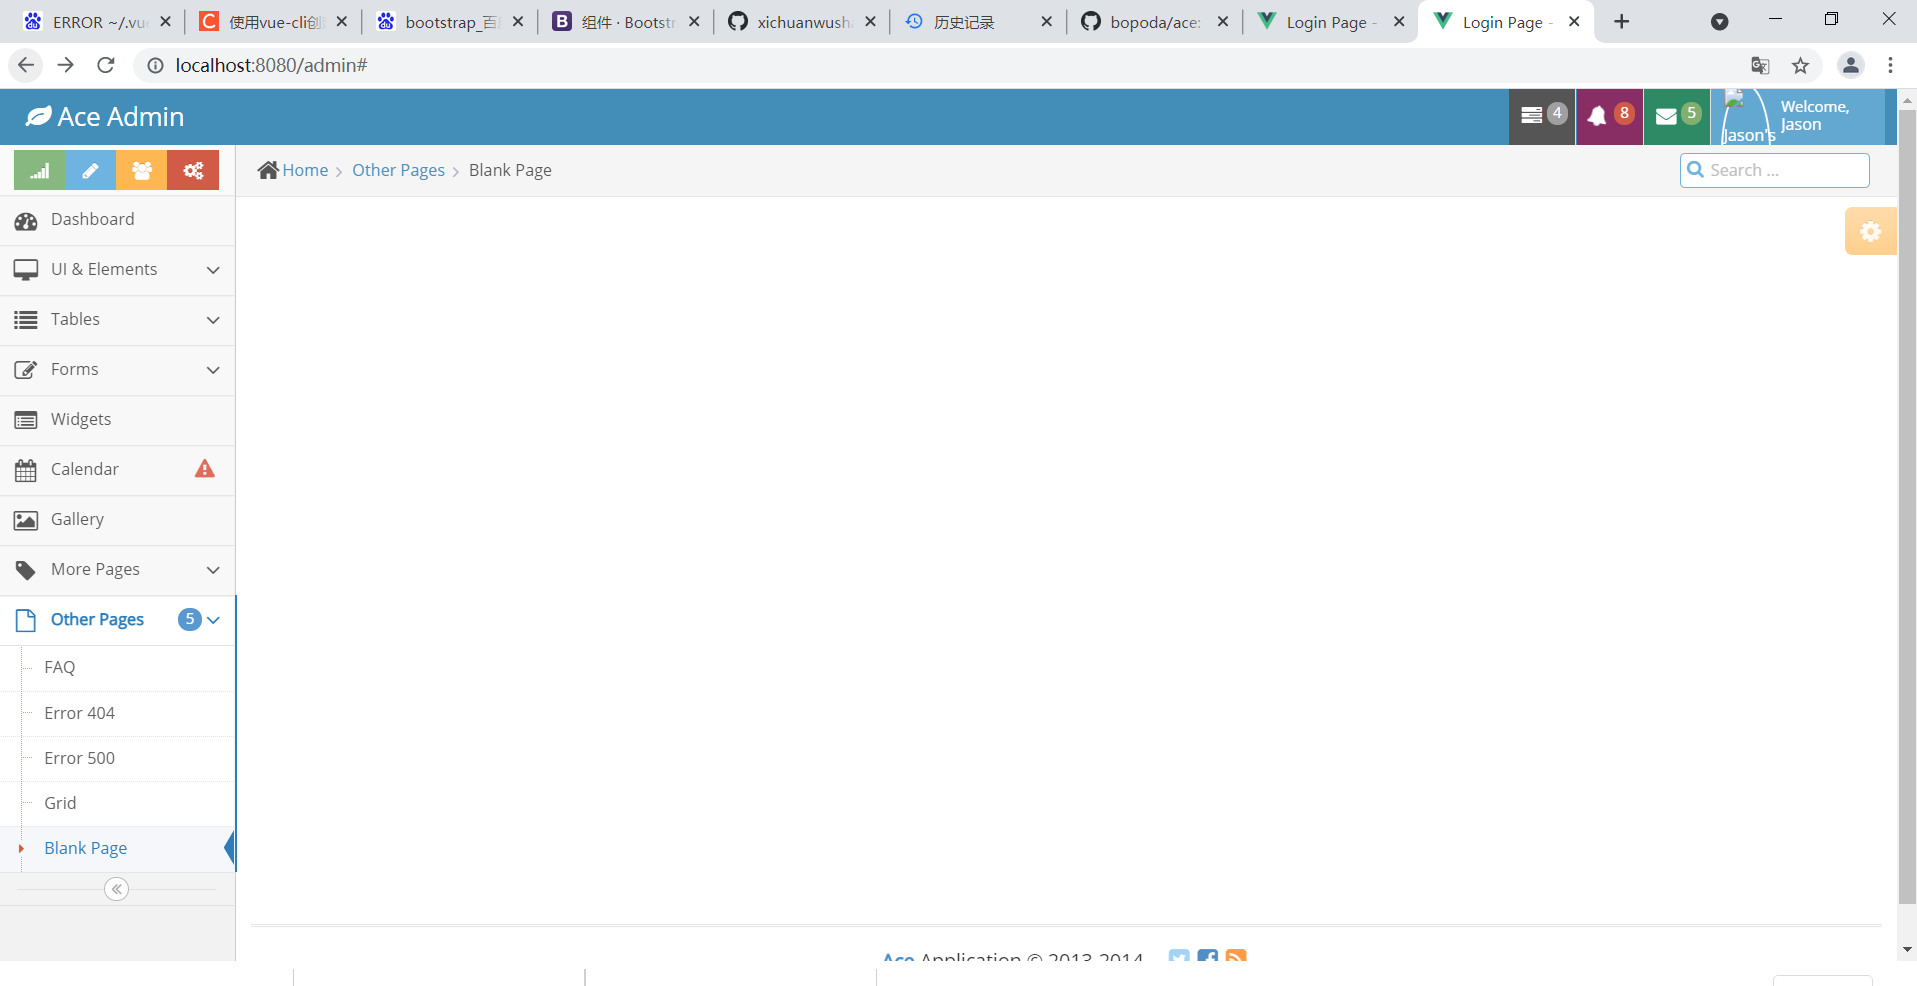 ERROR ~/.vue
使用vue-cli创
bootstrap_百
组件 · Bootst
xichuanwush
历史记录
bopoda/ace:
Login Page -
Login Page -
localhost:8080/admin#
Ace Admin
4
8
5
Jason's
Welcome,
Jason
Home
Other Pages
Blank Page
Search ...
Dashboard
UI & Elements
Tables
Forms
Widgets
Calendar
Gallery
More Pages
Other Pages
5
FAQ
Error 404
Error 500
Grid
Blank Page
Ace Application © 2013-2014